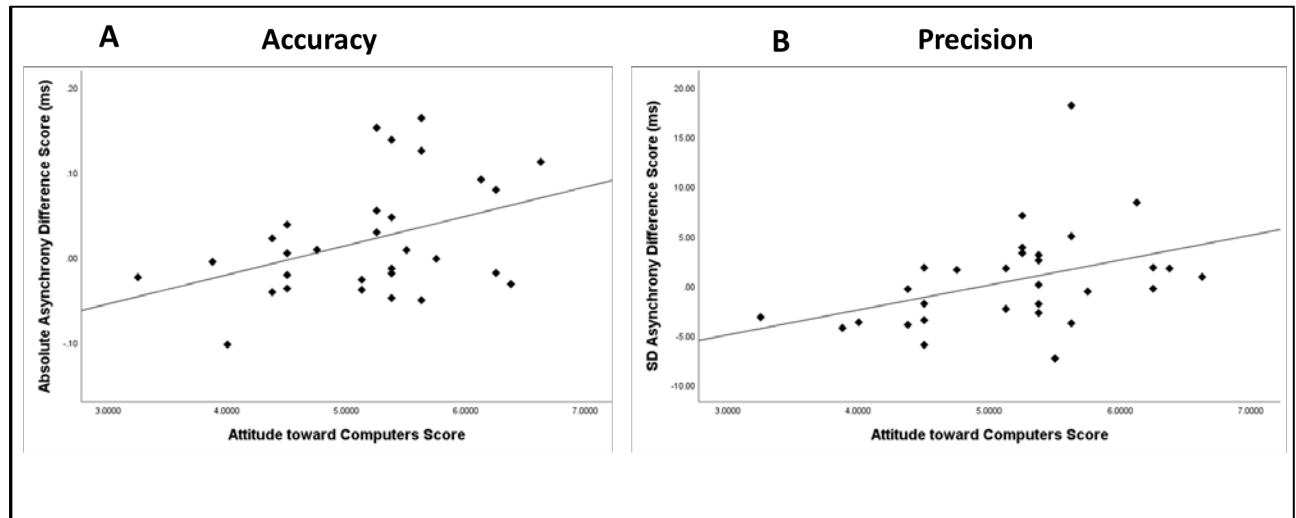 A Accuracy
Absolute Asynchrony Difference Score (ms)
.20
.10
.00
-.10
3.0000 4.0000 5.0000 6.0000 7.0000
Attitude toward Computers Score
B Precision
SD Asynchrony Difference Score (ms)
20.00
15.00
10.00
5.00
.00
-5.00
-10.00
3.0000 4.0000 5.0000 6.0000 7.0000
Attitude toward Computers Score